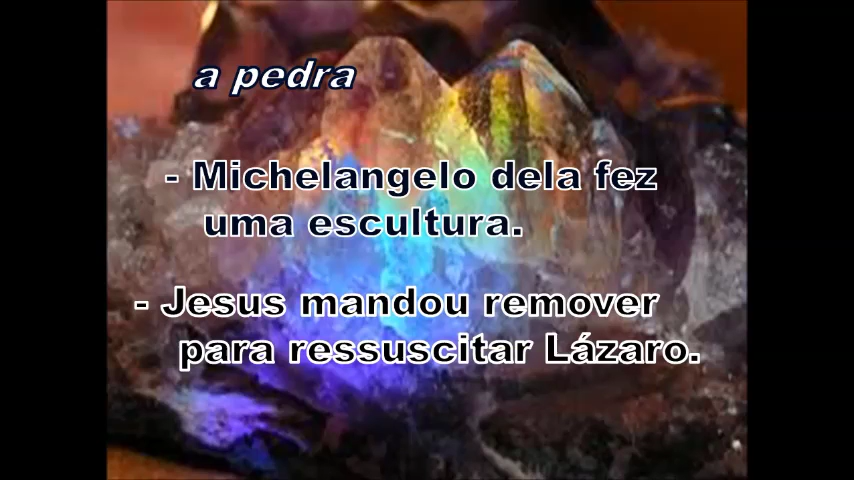 a pedra
- Michelangelo dela fez
uma escultura.
- Jesus mandou remover
para ressuscitar Lázaro.